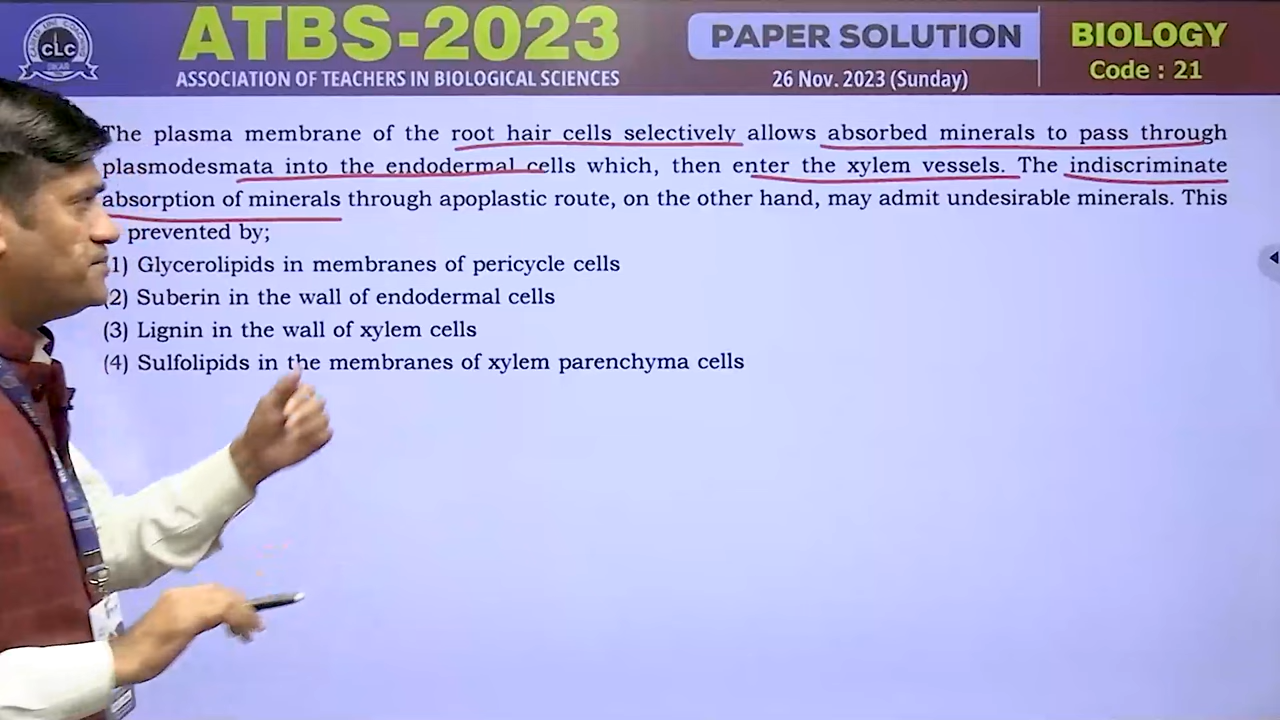 ATBS-2023
ASSOCIATION OF TEACHERS IN BIOLOGICAL SCIENCES
PAPER SOLUTION
26 Nov. 2023 (Sunday)
BIOLOGY
Code : 21
CLC
The plasma membrane of the root hair cells selectively allows absorbed minerals to pass through
plasmodesmata into the endodermal cells which, then enter the xylem vessels. The indiscriminate
absorption of minerals through apoplastic route, on the other hand, may admit undesirable minerals. This
prevented by;
1) Glycerolipids in membranes of pericycle cells
(2) Suberin in the wall of endodermal cells
(3) Lignin in the wall of xylem cells
(4) Sulfolipids in the membranes of xylem parenchyma cells